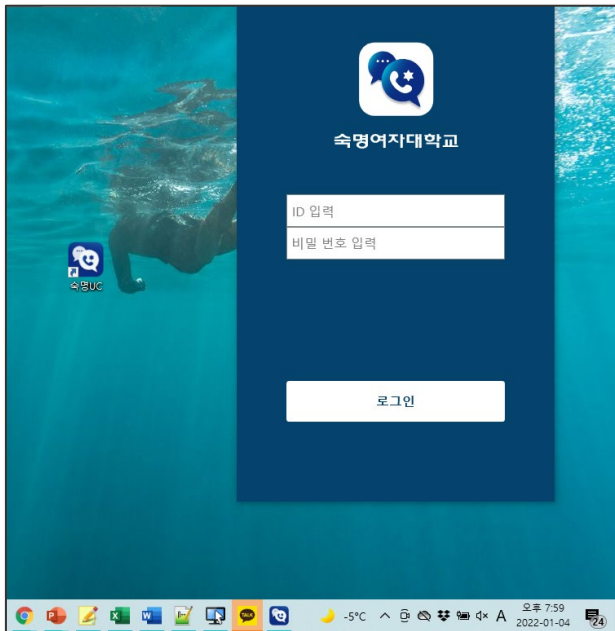 숙명여자대학교
ID 입력
비밀 번호 입력
숙명UC
로그인
TALK
-5°C
A
오후 7:59
2022-01-04
24